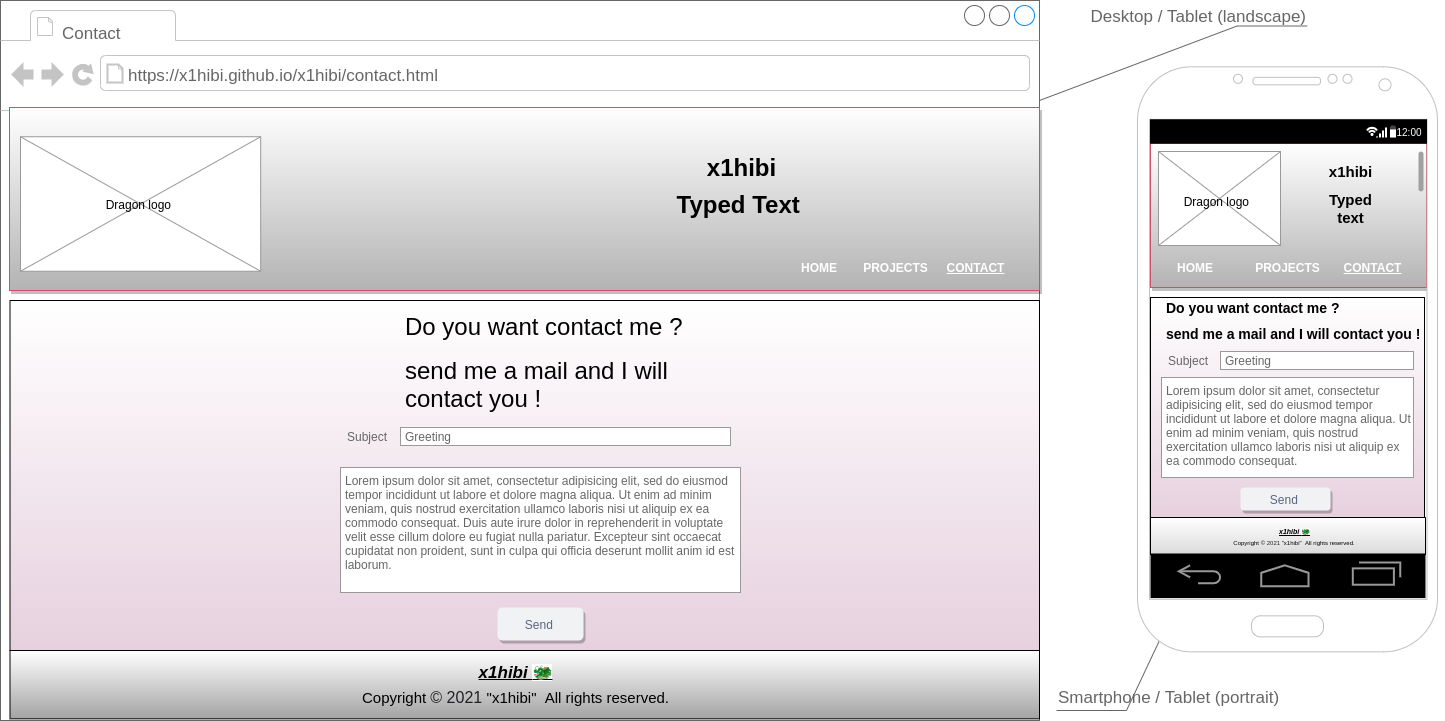 Contact
https://x1hibi.github.io/x1hibi/contact.html
Dragon logo
x1hibi
Typed Text
HOME PROJECTS CONTACT
Do you want contact me ?
send me a mail and I will
contact you !
Subject Greeting
Lorem ipsum dolor sit amet, consectetur adipisicing elit, sed do eiusmod
tempor incididunt ut labore et dolore magna aliqua. Ut enim ad minim
veniam, quis nostrud exercitation ullamco laboris nisi ut aliquip ex ea
commodo consequat. Duis aute irure dolor in reprehenderit in voluptate
velit esse cillum dolore eu fugiat nulla pariatur. Excepteur sint occaecat
cupidatat non proident, sunt in culpa qui officia deserunt mollit anim id est
laborum.
Send
x1hibi 🐲
Copyright © 2021 "x1hibi"  All rights reserved.
Desktop / Tablet (landscape)
12:00
Dragon logo
x1hibi
Typed
text
HOME PROJECTS CONTACT
Do you want contact me ?
send me a mail and I will contact you !
Subject Greeting
Lorem ipsum dolor sit amet, consectetur
adipisicing elit, sed do eiusmod tempor
incididunt ut labore et dolore magna aliqua. Ut
enim ad minim veniam, quis nostrud
exercitation ullamco laboris nisi ut aliquip ex
ea commodo consequat.
Send
x1hibi 🐲
Copyright © 2021 "x1hibi"  All rights reserved.
Smartphone / Tablet (portrait)